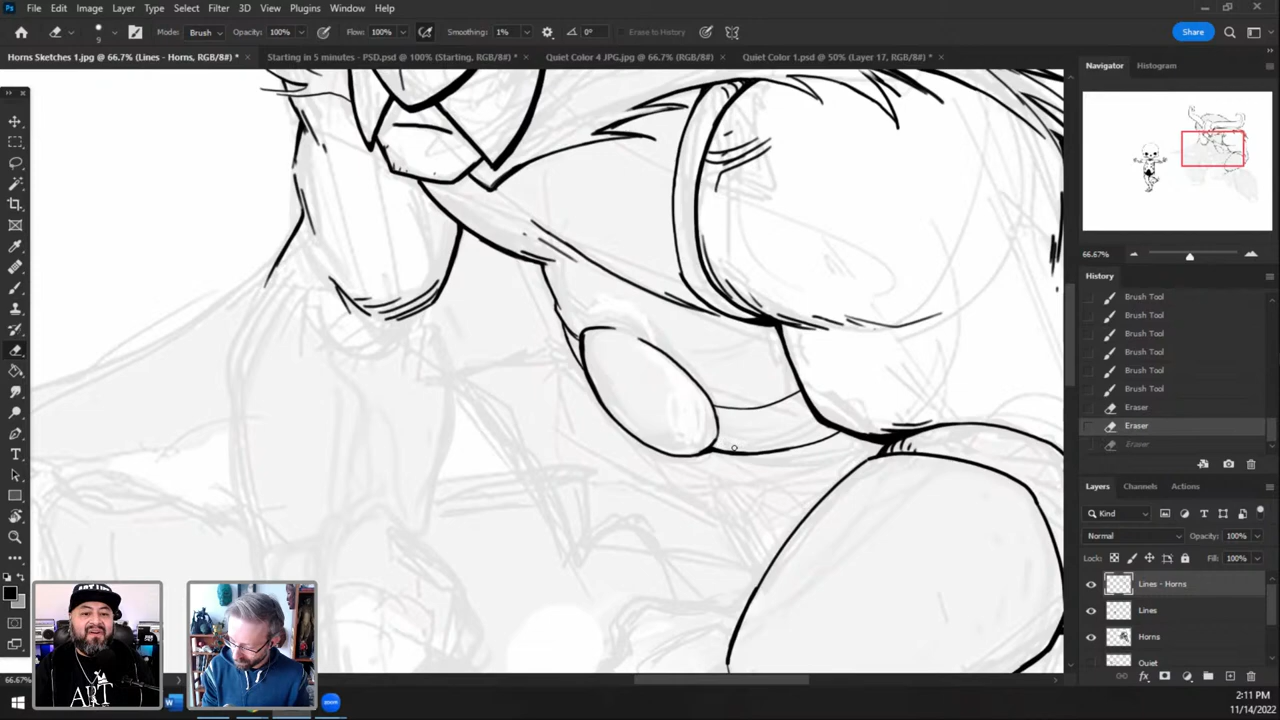 Ps File Edit Image Layer Type Select Filter 3D View Plugins Window Help
9 Mode: Brush Opacity: 100% Flow: 100% Smoothing: 1% 0° Erase to History Share
Horns Sketches 1.jpg @ 66.7% (Lines - Horns, RGB/8#) * × Starting in 5 minutes - PSD.psd @ 100% (Starting, RGB/8#) * × Quiet Color 4 JPG.jpg @ 66.7% (RGB/8#) × Quiet Color 1.psd @ 50% (Layer 17, RGB/8#) * ×
Navigator Histogram
66.67%
History
Brush Tool
Brush Tool
Brush Tool
Brush Tool
Brush Tool
Brush Tool
Eraser
Eraser
Eraser
Layers Channels Actions
Kind
Normal Opacity: 100%
Lock: Fill: 100%
Lines - Horns
Lines
Horns
Quiet
66.67%
ART
W
2:11 PM
11/14/2022